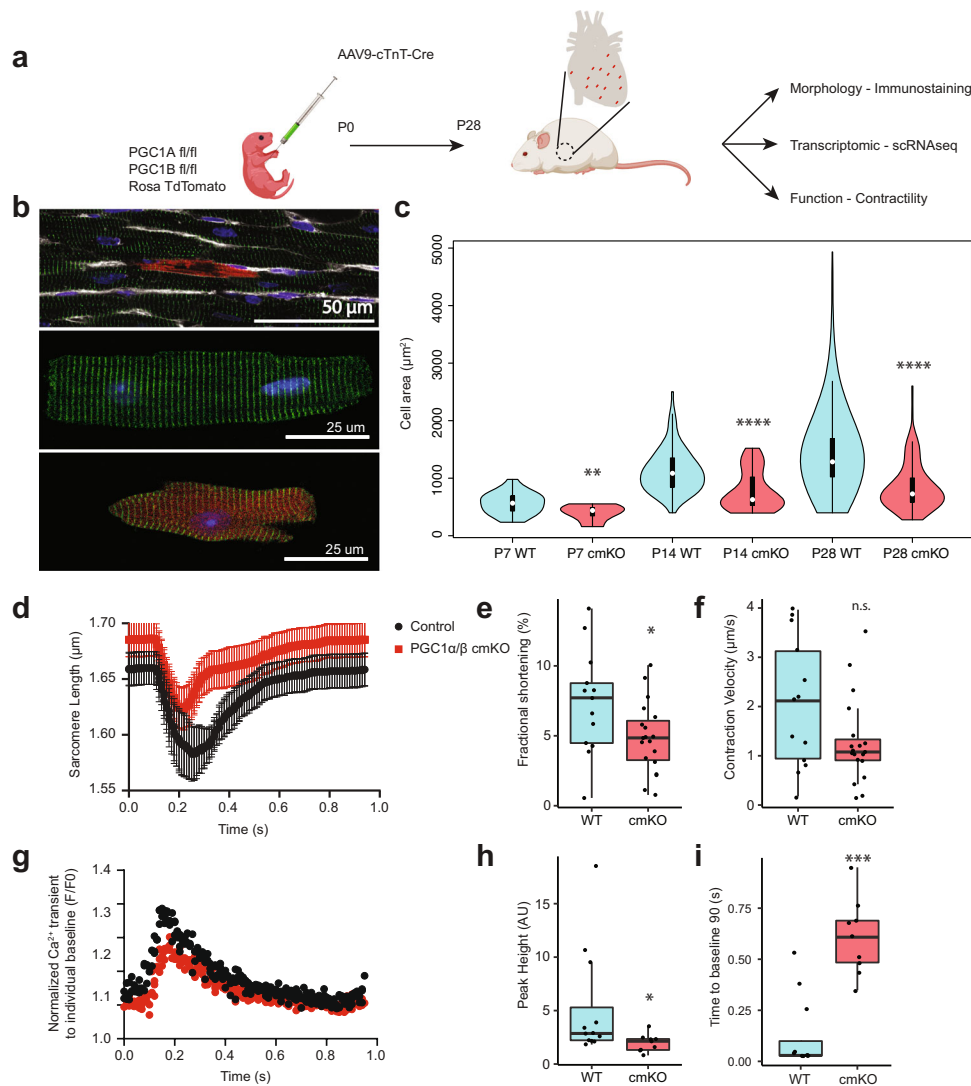 a
AAV9-cTnT-Cre
P0
P28
PGC1A fl/fl
PGC1B fl/fl
Rosa TdTomato
Morphology - Immunostaining
Transcriptomic - scRNAseq
Function - Contractility
b
50 µm
25 um
25 um
c
Cell area (µm²)
5000
4000
3000
2000
1000
0
**
****
****
P7 WT P7 cmKO P14 WT P14 cmKO P28 WT P28 cmKO
d
Sarcomere Length (µm)
1.70
1.65
1.60
1.55
0.0 0.2 0.4 0.6 0.8 1.0
Time (s)
Control
PGC1α/β cmKO
e
Fractional shortening (%)
10
5
0
*
WT cmKO
f
Contraction Velocity (µm/s)
4
3
2
1
0
n.s.
WT cmKO
g
Normalized Ca²⁺ transient
to individual baseline (F/F0)
1.4
1.3
1.2
1.1
1.1
0.0 0.2 0.4 0.6 0.8 1.0
Time (s)
h
Peak Height (AU)
15
10
5
0
*
WT cmKO
i
Time to baseline 90 (s)
0.75
0.50
0.25
0.00
***
WT cmKO